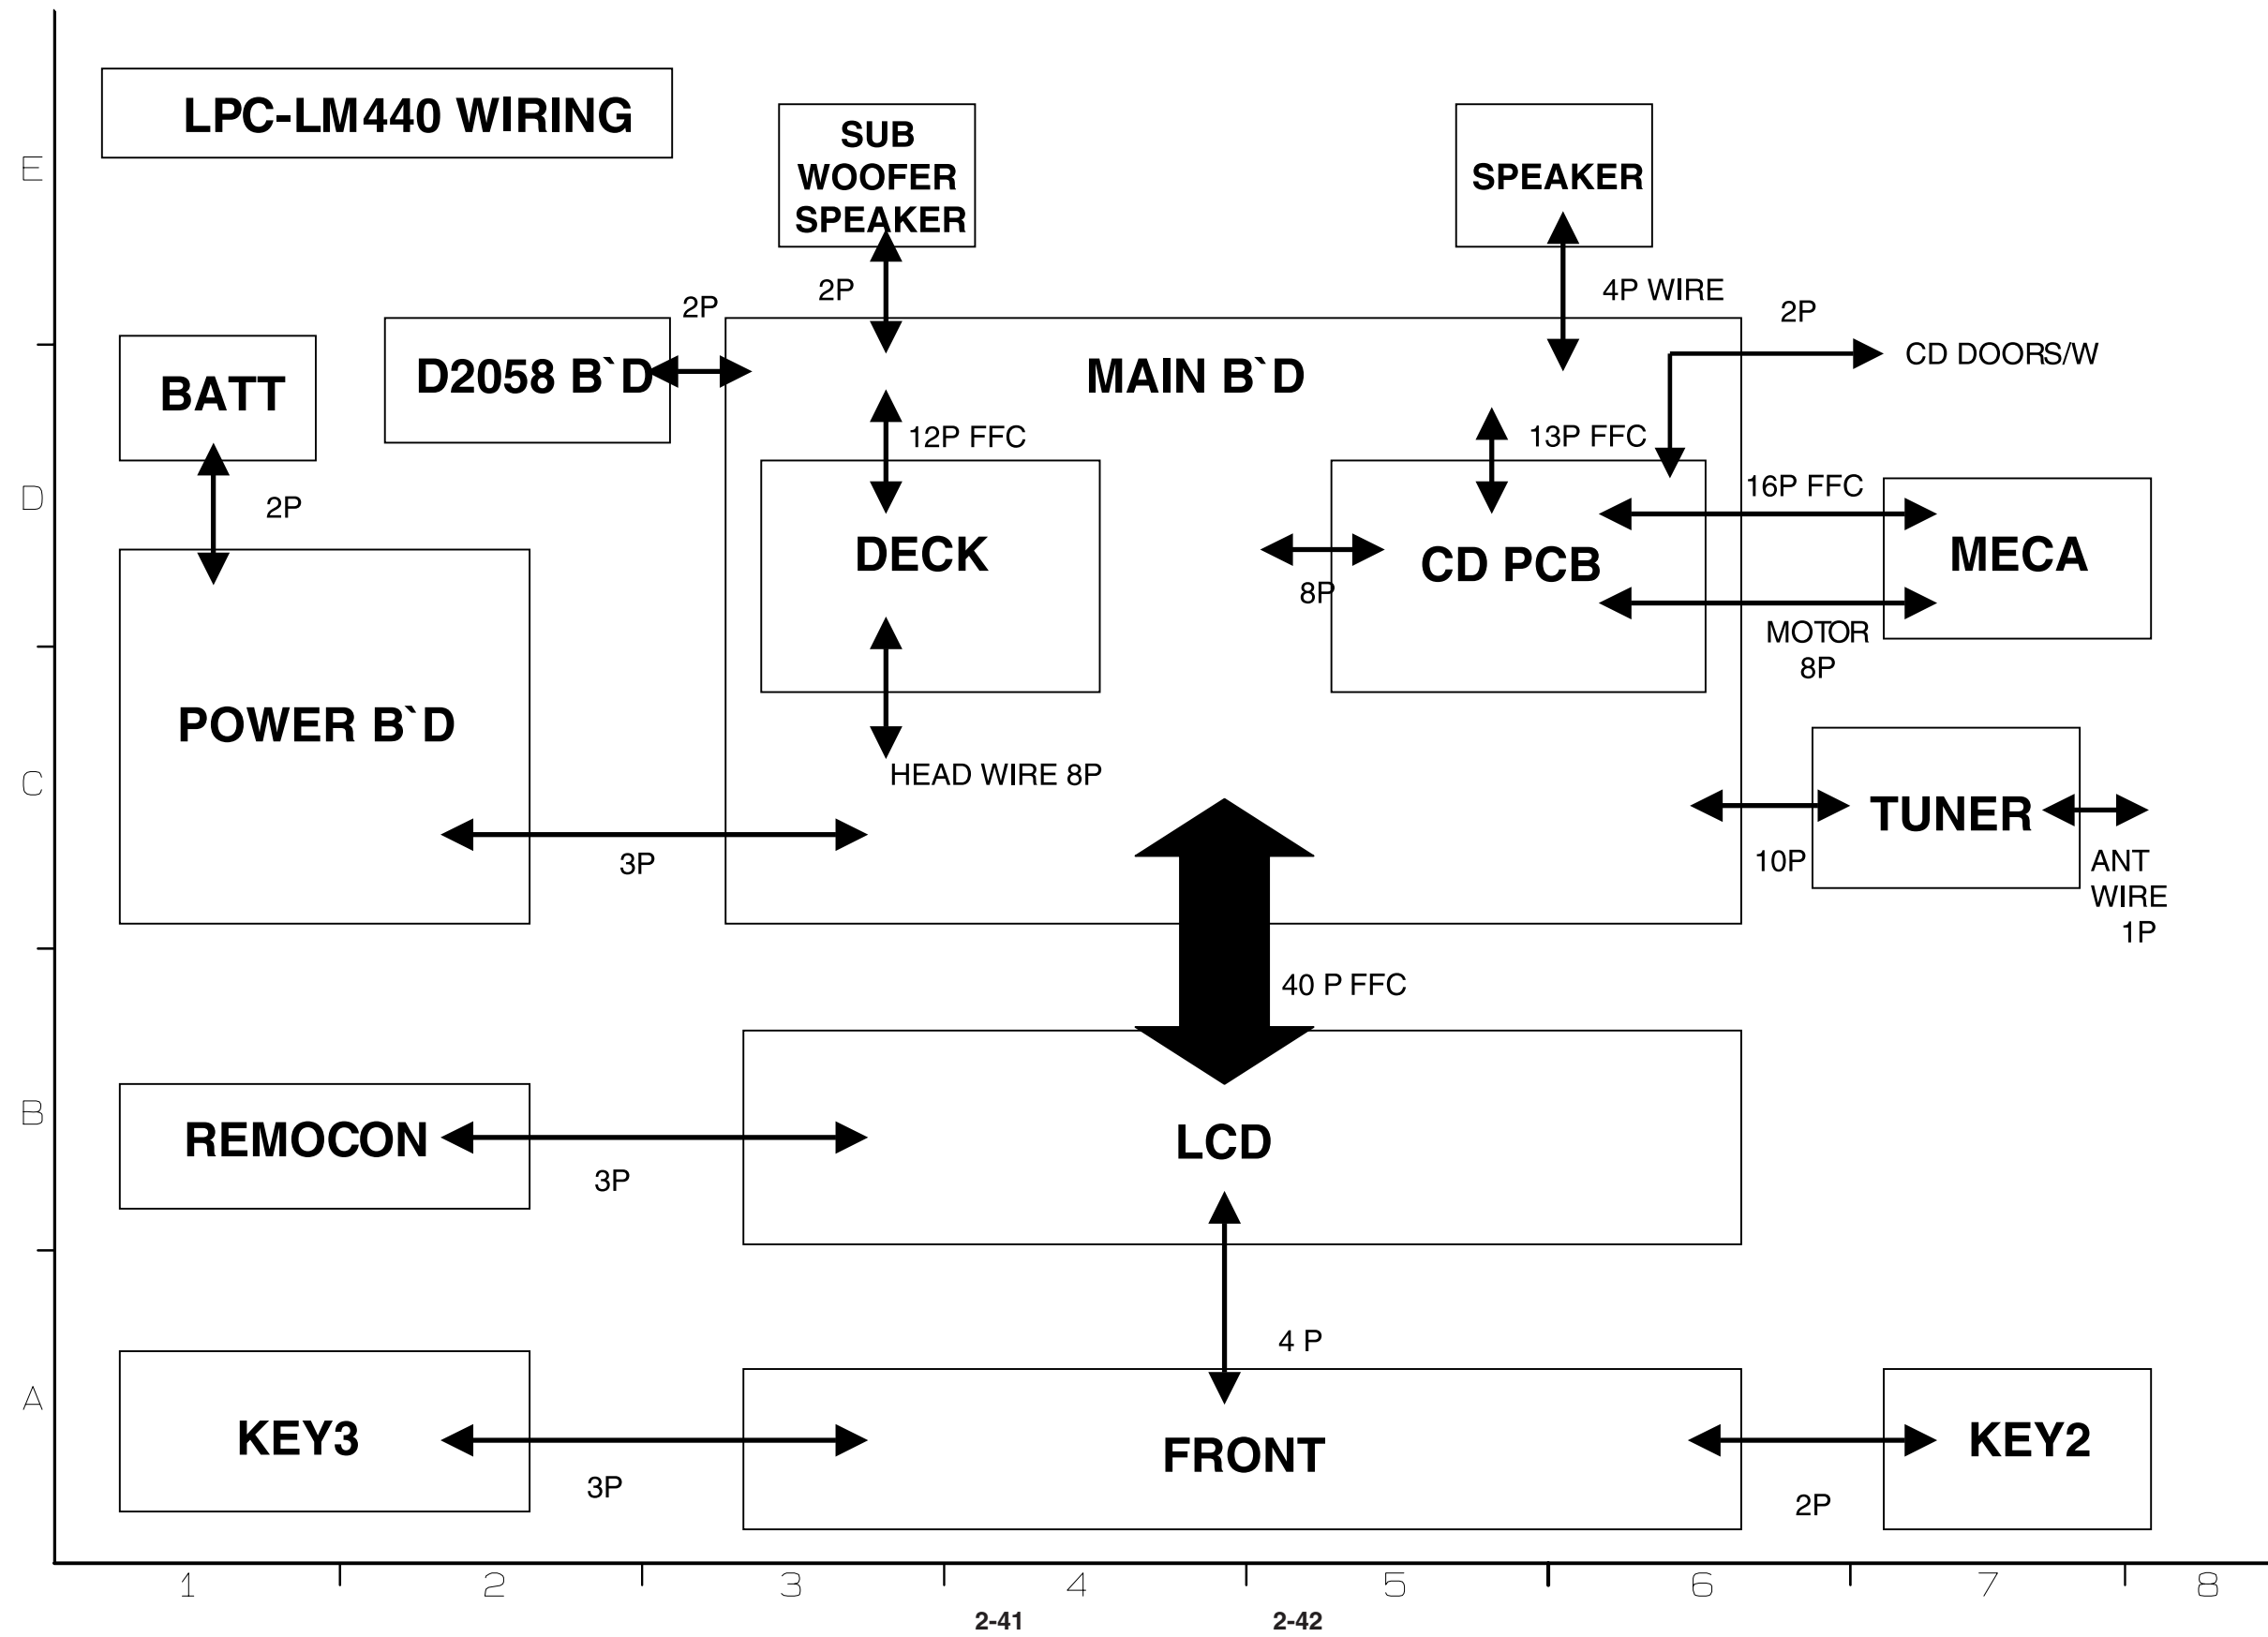 LPC-LM440 WIRING
SUB
WOOFER
SPEAKER
SPEAKER
E
2P
4P WIRE
2P
2P
CD DOORS/W
BATT
D2058 B`D
MAIN B`D
12P FFC
13P FFC
D
2P
16P FFC
DECK
CD PCB
MECA
8P
MOTOR
8P
POWER B`D
C
HEAD WIRE 8P
TUNER
3P
10P
ANT
WIRE
1P
40 P FFC
B
REMOCON
LCD
3P
4 P
A
KEY3
FRONT
KEY2
3P
2P
1 2 3 4 5 6 7 8
2-41 2-42